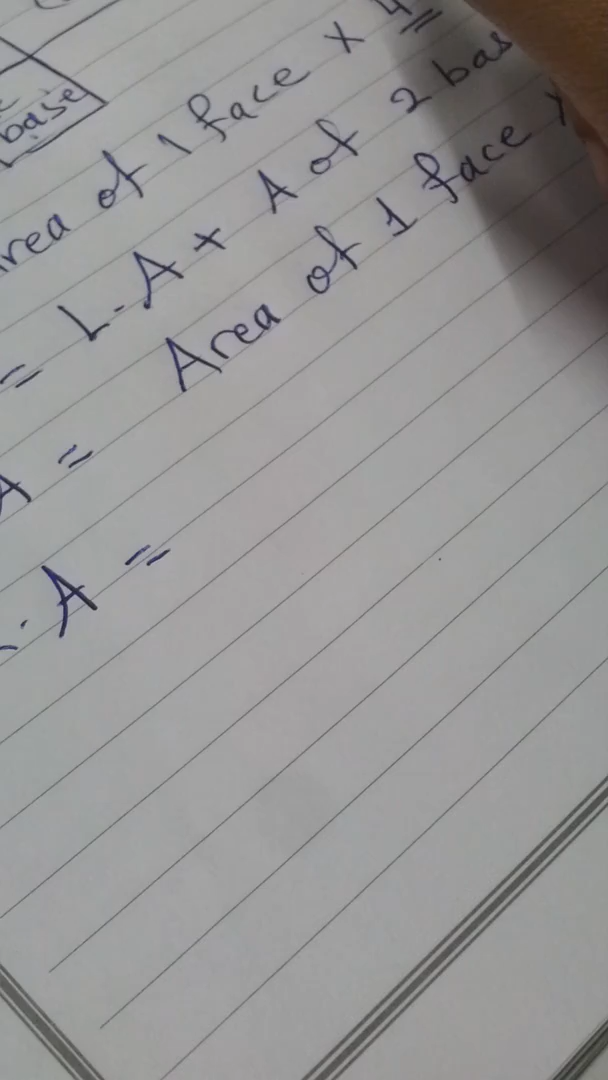 base
rea of 1 face × 4
= L.A + A of 2 bas
A = Area of 1 face ×
.A =